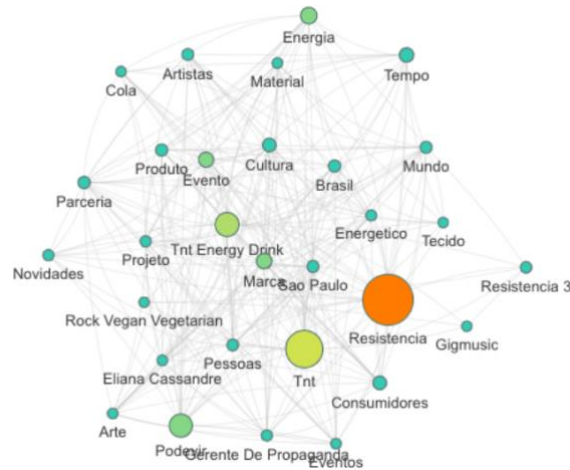 Energia
Artistas
Material
Tempo
Cola
Produto
Evento
Cultura
Brasil
Mundo
Parceria
Tnt Energy Drink
Energetico
Tecido
Novidades
Projeto
Marca
Sao Paulo
Resistencia 3
Rock Vegan Vegetarian
Resistencia
Gigmusic
Eliana Cassandre
Pessoas
Tnt
Consumidores
Arte
Podevir
Gerente De Propaganda
Eventos